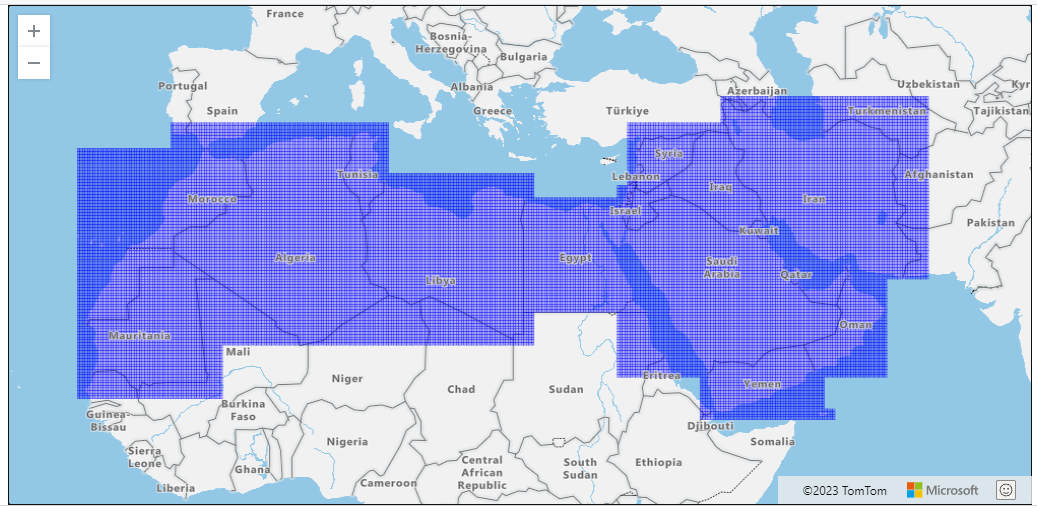 France
+
−
Bosnia-
Herzegovina
Bulgaria
Portugal
Albania
Azerbaijan
Uzbekistan
Kyr
Spain
Greece
Türkiye
Turkmenistan
Tajikistan
Syria
Tunisia
Lebanon
Afghanistan
Iraq
Morocco
Iran
Israel
Pakistan
Kuwait
Algeria
Egypt
Saudi
Arabia
Qatar
Libya
Oman
Mauritania
Mali
Niger
Eritrea
Yemen
Chad
Sudan
Burkina
Faso
Guinea-
Bissau
Djibouti
Nigeria
Somalia
Sierra
Leone
Ghana
Central
African
Republic
South
Sudan
Ethiopia
Liberia
Cameroon
©2023 TomTom
Microsoft